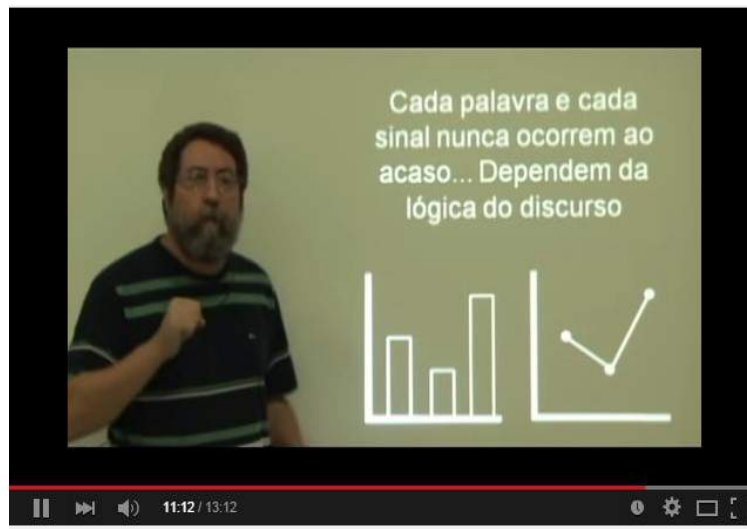 Cada palavra e cada
sinal nunca ocorrem ao
acaso... Dependem da
lógica do discurso
11:12 / 13:12